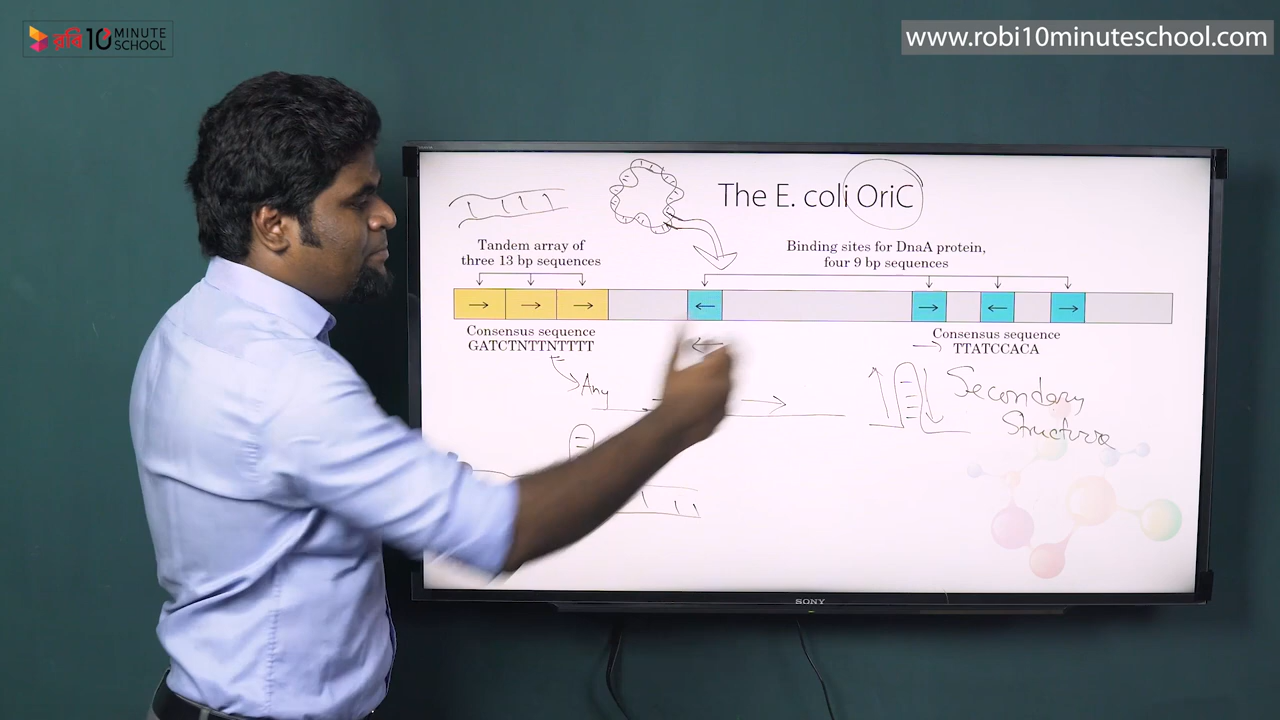 রবি 10 MINUTE
SCHOOL
www.robi10minuteschool.com
The E. coli OriC
Tandem array of
three 13 bp sequences
Binding sites for DnaA protein,
four 9 bp sequences
Consensus sequence
GATCTNTTNTTTT
Consensus sequence
TTATCCACA
Any
Secondary
Structure
SONY